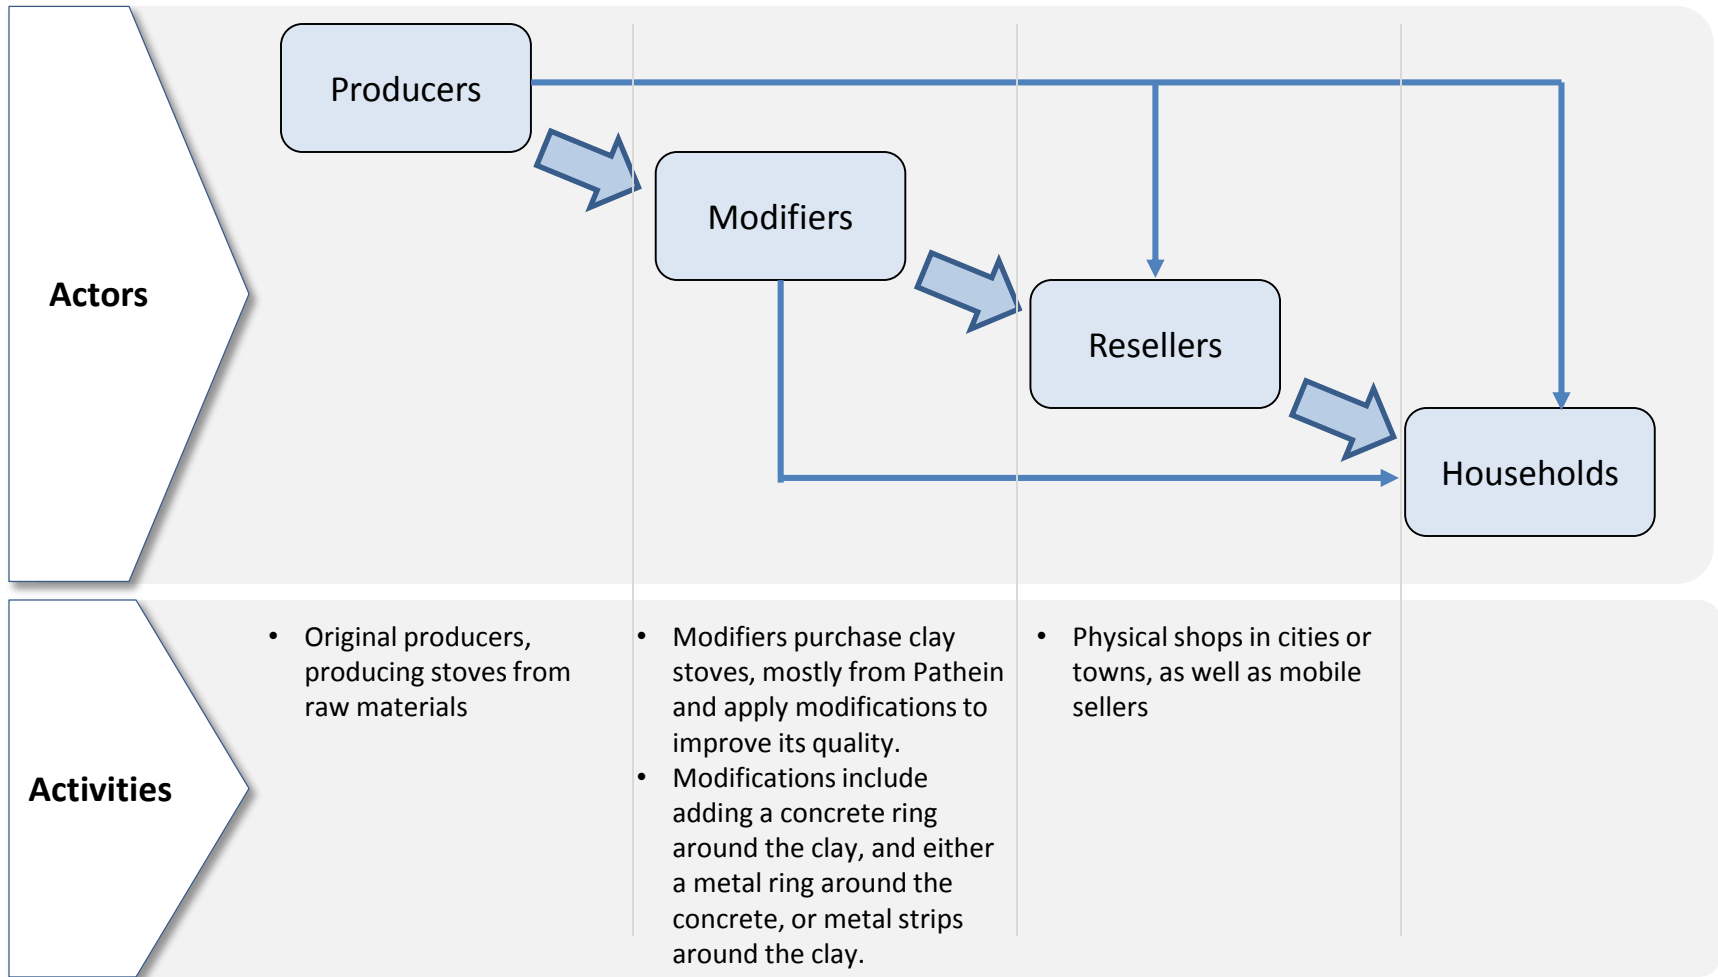 Producers
Modifiers
Resellers
Households
Actors
Activities
• Original producers,
producing stoves from
raw materials
• Modifiers purchase clay
stoves, mostly from Pathein
and apply modifications to
improve its quality.
• Modifications include
adding a concrete ring
around the clay, and either
a metal ring around the
concrete, or metal strips
around the clay.
• Physical shops in cities or
towns, as well as mobile
sellers